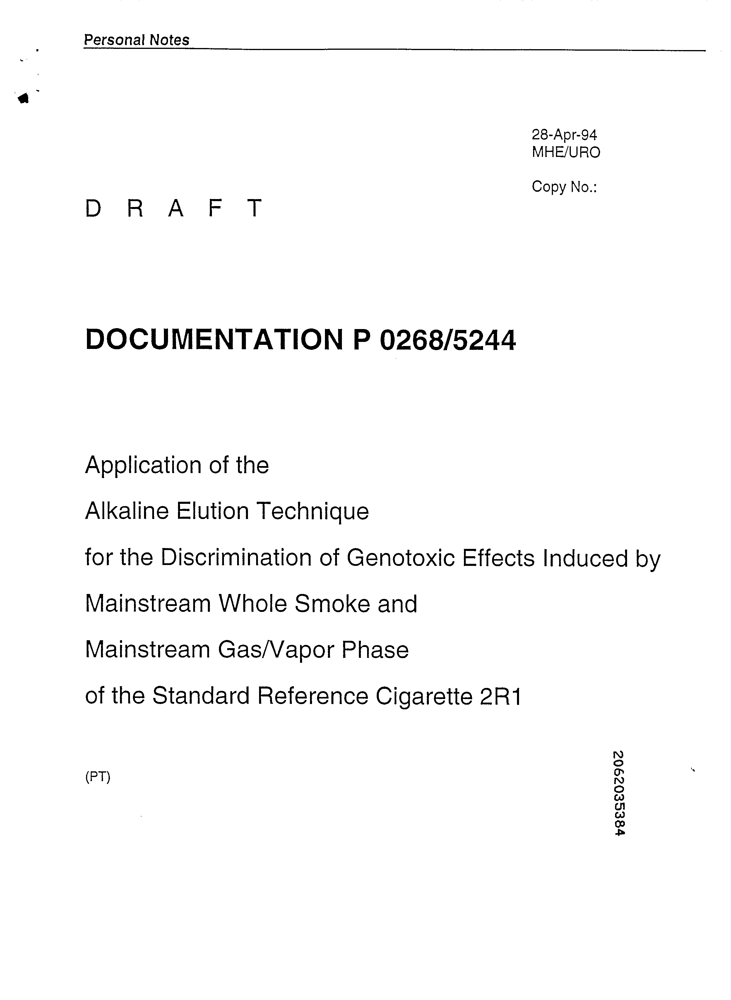 Personal Notes
28-Apr-94
MHE/URO
Copy No.:
D R A F T
DOCUMENTATION P 0268/5244
Application of the
Alkaline Elution Technique
for the Discrimination of Genotoxic Effects Induced by
Mainstream Whole Smoke and
Mainstream Gas/Vapor Phase
of the Standard Reference Cigarette 2R1
(PT)
2062035384